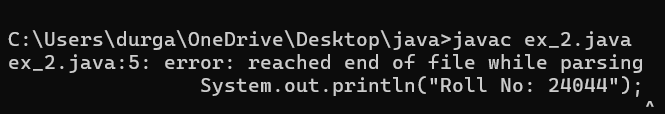 C:\Users\durga\OneDrive\Desktop\java>javac ex_2.java
ex_2.java:5: error: reached end of file while parsing
                System.out.println("Roll No: 24044");
                                                     ^